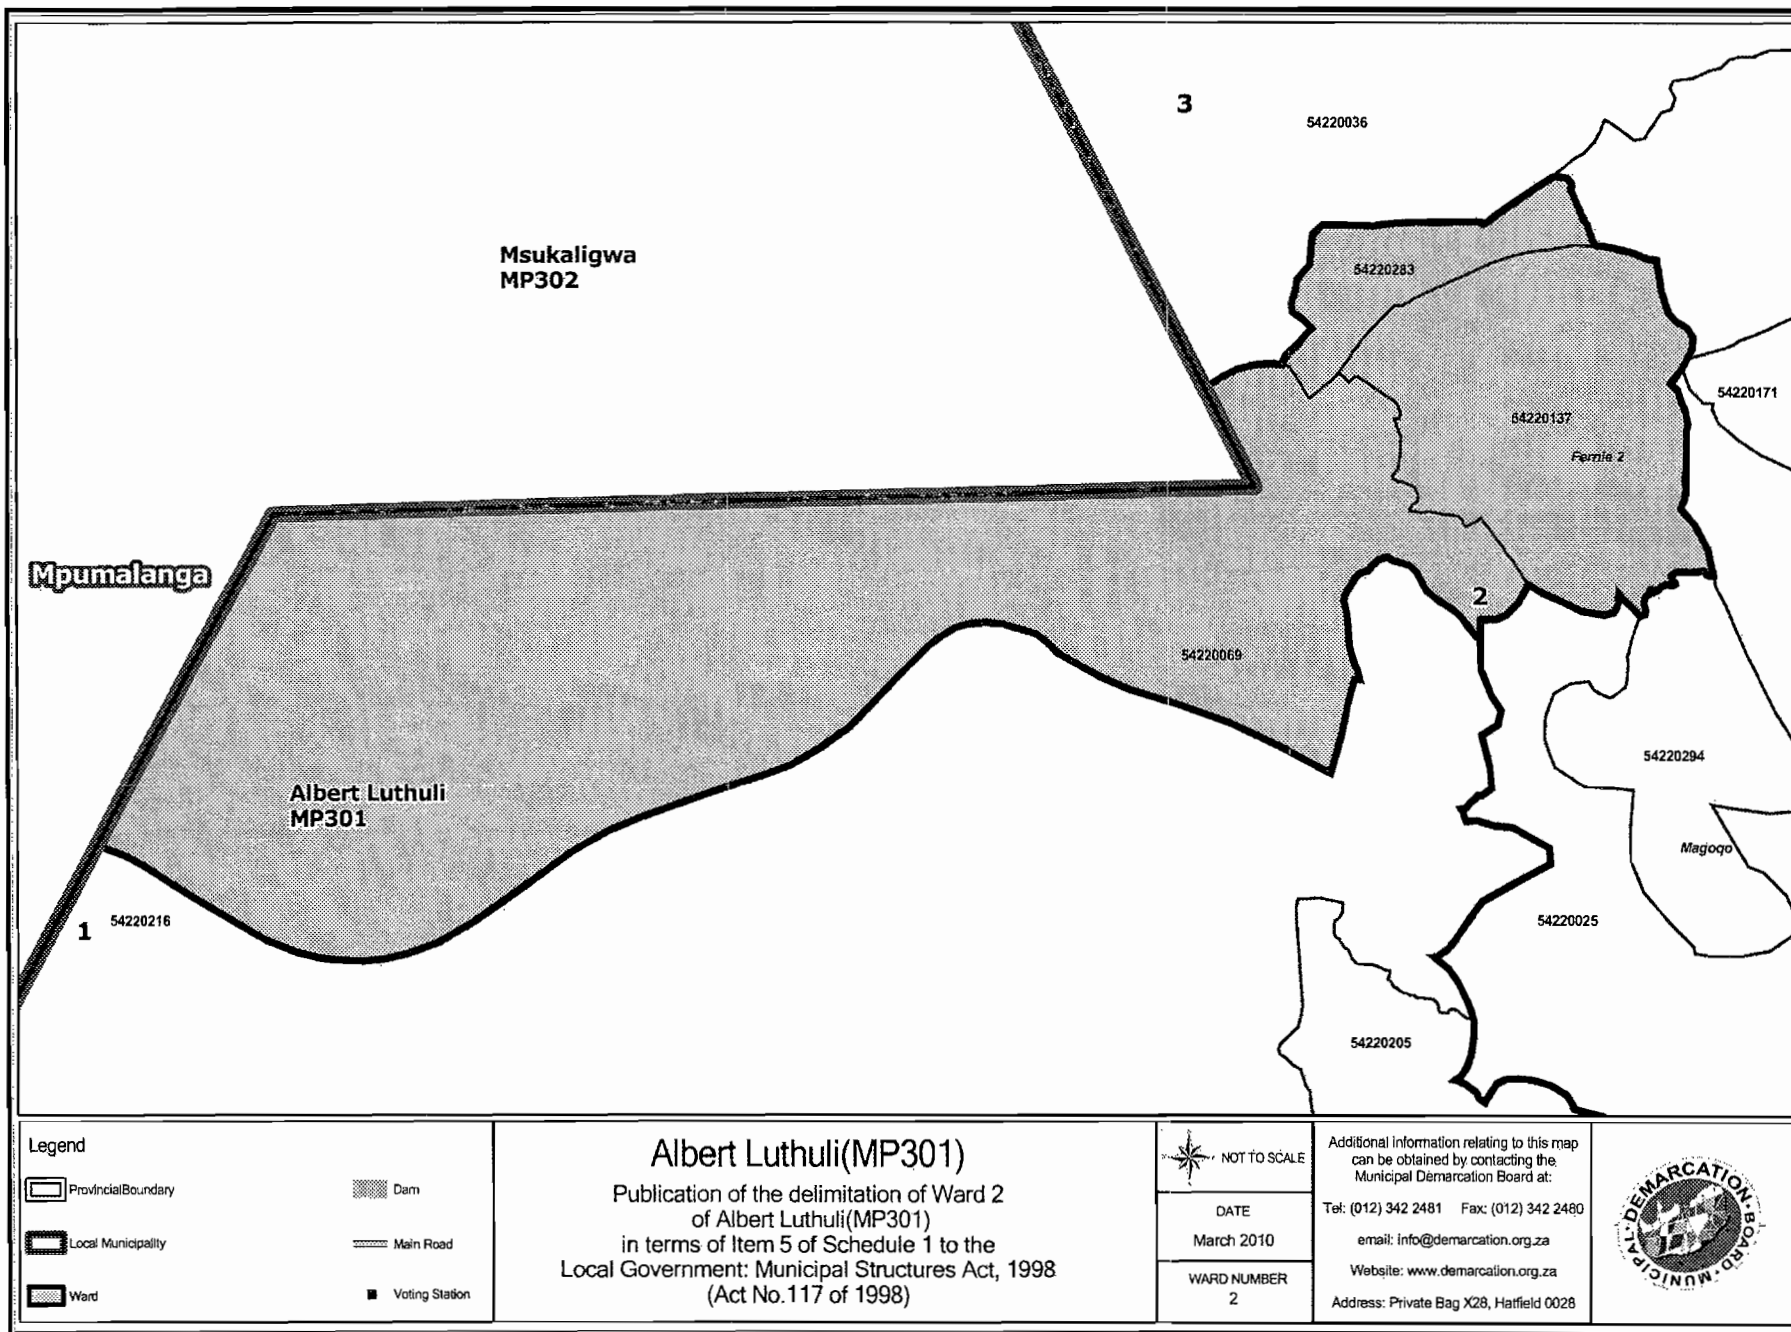 3
54220036
Msukaligwa
MP302
54220283
54220171
54220137
Fernie 2
Mpumalanga
2
54220069
54220294
Albert Luthuli
MP301
Magoqo
1
54220216
54220025
54220205
Legend
ProvincialBoundary
Dam
Local Municipality
Main Road
Ward
Voting Station
Albert Luthuli(MP301)
Publication of the delimitation of Ward 2
of Albert Luthuli(MP301)
in terms of Item 5 of Schedule 1 to the
Local Government: Municipal Structures Act, 1998
(Act No.117 of 1998)
NOT TO SCALE
DATE
March 2010
WARD NUMBER
2
Additional information relating to this map
can be obtained by contacting the
Municipal Demarcation Board at:
Tel: (012) 342 2481 Fax: (012) 342 2480
email: info@demarcation.org.za
Website: www.demarcation.org.za
Address: Private Bag X28, Hatfield 0028
MUNICIPAL • DEMARCATION • BOARD